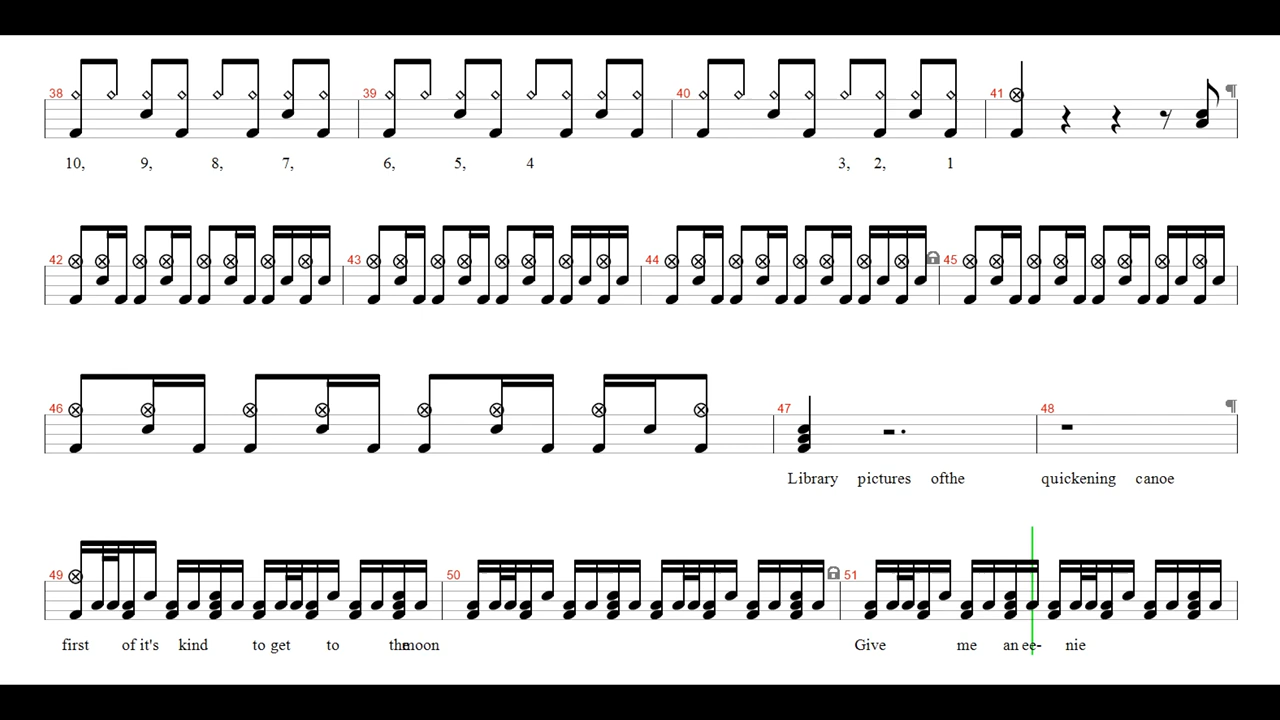 38 39 40 41 ¶
10, 9, 8, 7, 6, 5, 4 3, 2, 1
42 43 44 45
46 47 48 ¶
Library pictures ofthe quickening canoe
49 50 51
first of it's kind to get to the moon Give me an ee- nie